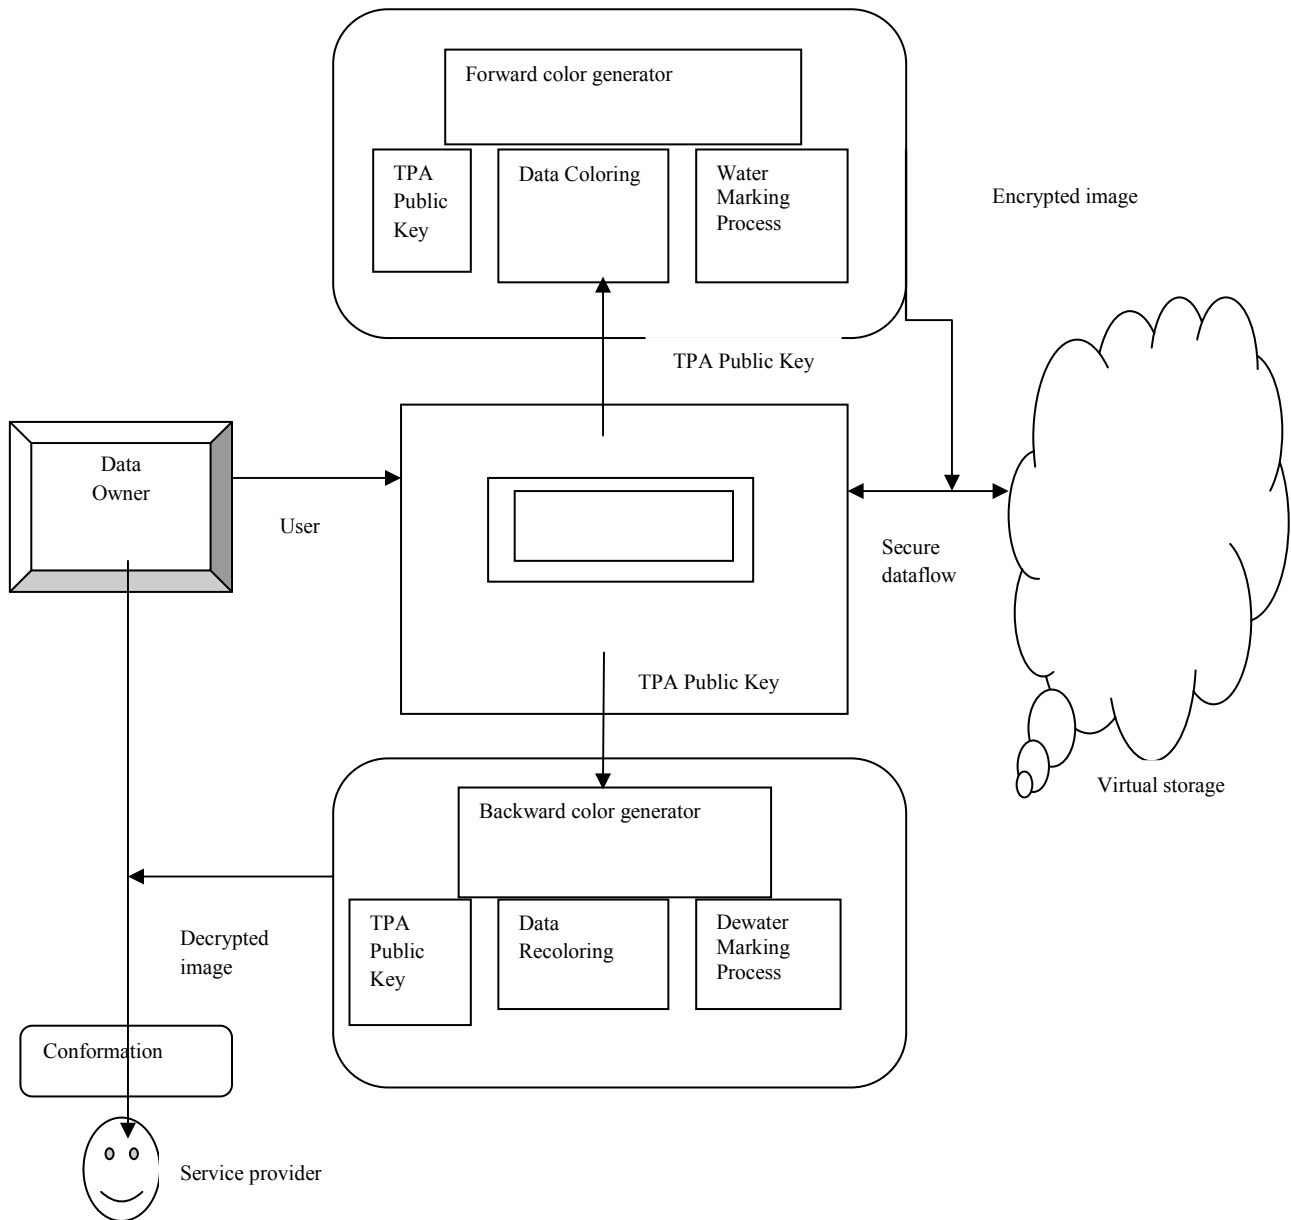 Forward color generator
TPA
Public
Key
Data Coloring
Water
Marking
Process
Encrypted image
TPA Public Key
Data
Owner
User
Secure
dataflow
TPA Public Key
Virtual storage
Backward color generator
TPA
Public
Key
Data
Recoloring
Dewater
Marking
Process
Decrypted
image
Conformation
Service provider